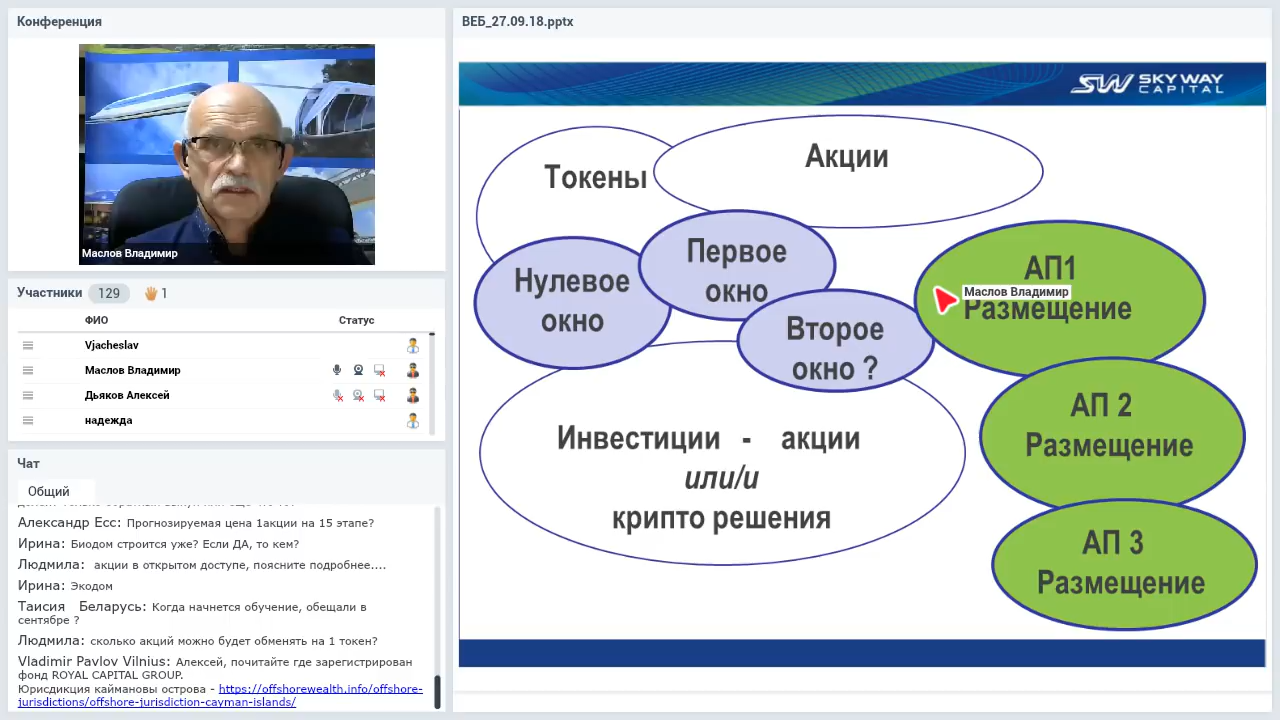 Конференция
Маслов Владимир
Участники 129 1
ФИО Статус
Vjacheslav
Маслов Владимир
Дьяков Алексей
надежда
Чат
Общий
Александр Есс: Прогнозируемая цена 1акции на 15 этапе?
Ирина: Биодом строится уже? Если ДА, то кем?
Людмила: акции в открытом доступе, поясните подробнее....
Ирина: Экодом
Таисия Беларусь: Когда начнется обучение, обещали в
сентябре ?
Людмила: сколько акций можно будет обменять на 1 токен?
Vladimir Pavlov Vilnius: Алексей, почитайте где зарегистрирован
фонд ROYAL CAPITAL GROUP.
Юрисдикция каймановы острова - https://offshorewealth.info/offshore-
jurisdictions/offshore-jurisdiction-cayman-islands/
ВЕБ_27.09.18.pptx
SW SKY WAY
CAPITAL
Токены
Акции
Нулевое
окно
Первое
окно
Второе
окно ?
АП1
Маслов Владимир
Размещение
АП 2
Размещение
АП 3
Размещение
Инвестиции - акции
или/и
крипто решения